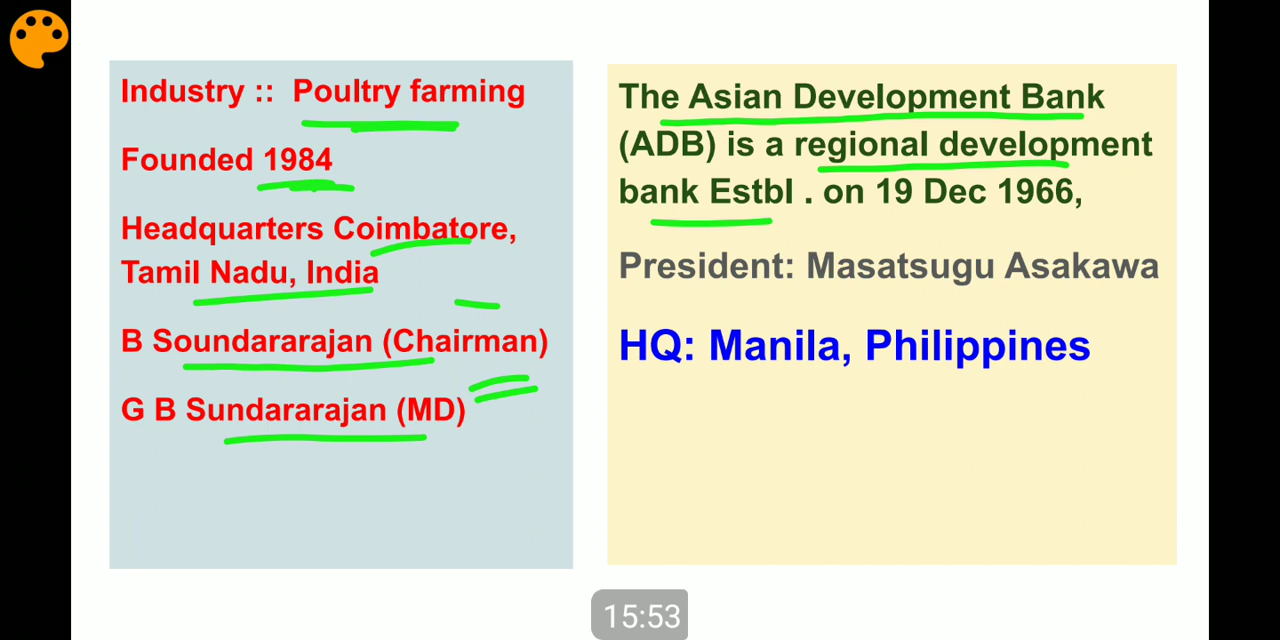 Industry :: Poultry farming
Founded 1984
Headquarters Coimbatore,
Tamil Nadu, India
B Soundararajan (Chairman)
G B Sundararajan (MD)
The Asian Development Bank
(ADB) is a regional development
bank Estbl . on 19 Dec 1966,
President: Masatsugu Asakawa
HQ: Manila, Philippines
15:53